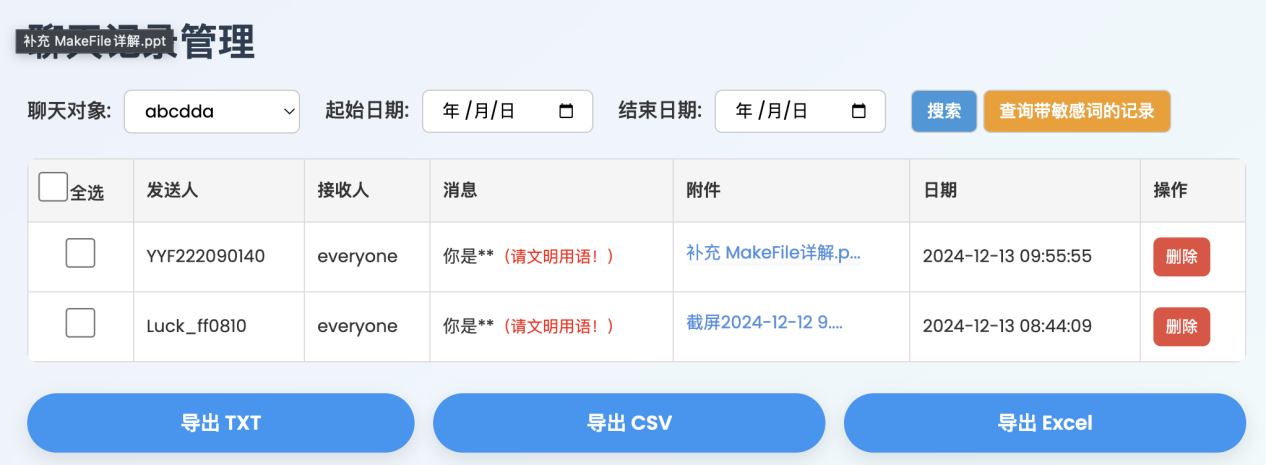 聊天记录管理
补充 MakeFile详解.ppt
聊天对象: abcdda 起始日期: 年 /月/日 结束日期: 年 /月/日 搜索 查询带敏感词的记录
全选 发送人 接收人 消息 附件 日期 操作
YYF222090140 everyone 你是**（请文明用语！） 补充 MakeFile详解.p... 2024-12-13 09:55:55 删除
Luck_ff0810 everyone 你是**（请文明用语！） 截屏2024-12-12 9.... 2024-12-13 08:44:09 删除
导出 TXT 导出 CSV 导出 Excel